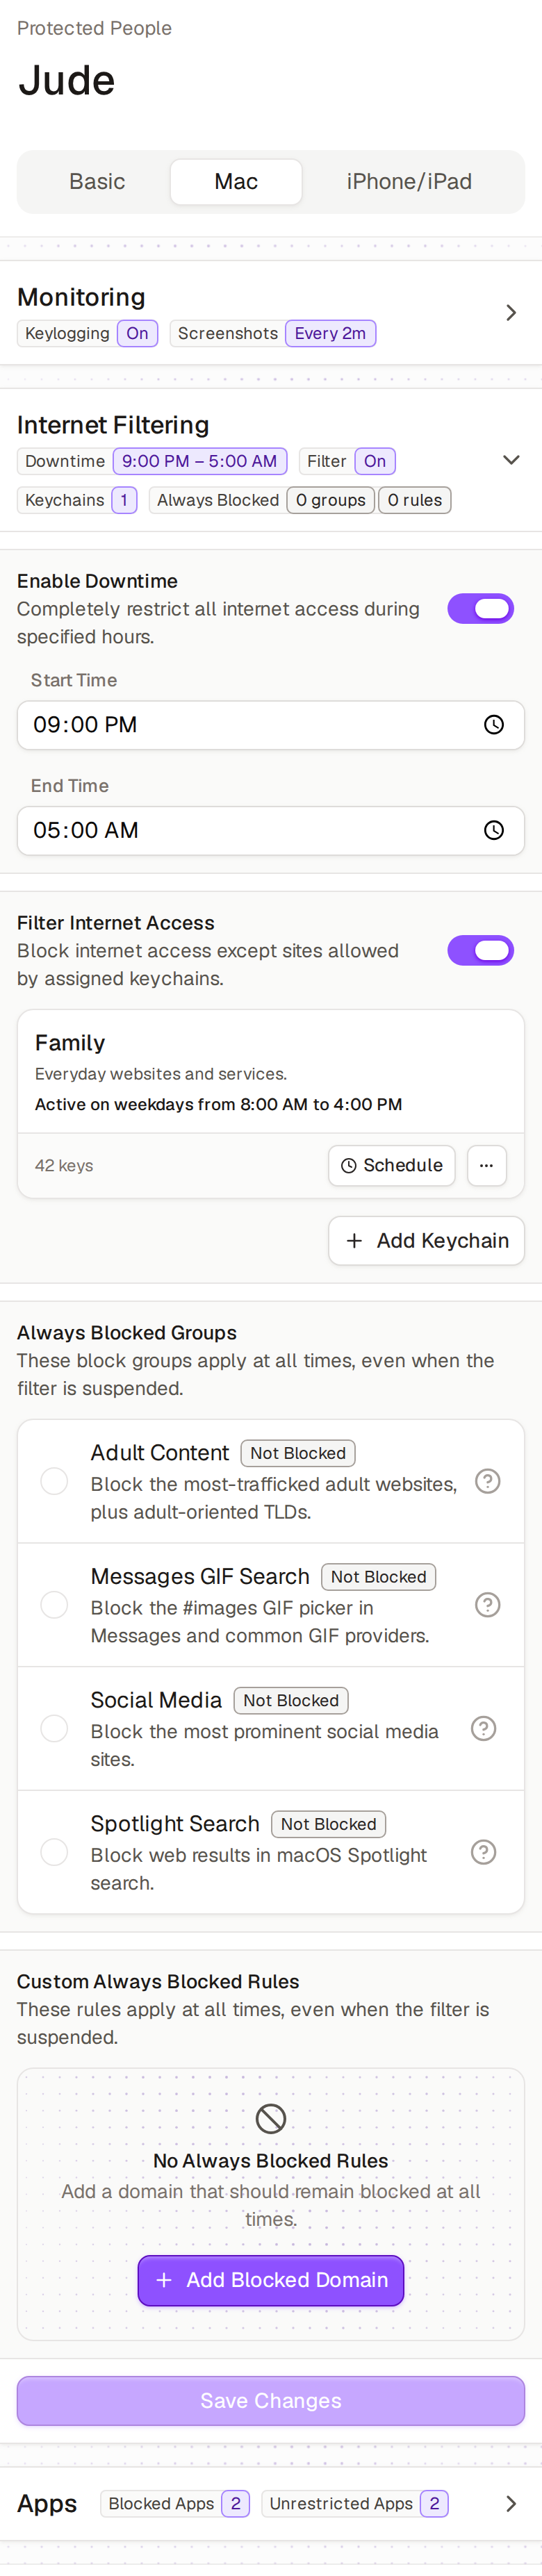 Protected People
Jude
Basic Mac iPhone/iPad
Monitoring
Keylogging On Screenshots Every 2m
Internet Filtering
Downtime 9:00 PM – 5:00 AM Filter On
Keychains 1 Always Blocked 0 groups 0 rules
Enable Downtime
Completely restrict all internet access during
specified hours.
Start Time
09:00 PM
End Time
05:00 AM
Filter Internet Access
Block internet access except sites allowed
by assigned keychains.
Family
Everyday websites and services.
Active on weekdays from 8:00 AM to 4:00 PM
42 keys Schedule ...
+ Add Keychain
Always Blocked Groups
These block groups apply at all times, even when the
filter is suspended.
Adult Content Not Blocked
Block the most-trafficked adult websites,
plus adult-oriented TLDs.
Messages GIF Search Not Blocked
Block the #images GIF picker in
Messages and common GIF providers.
Social Media Not Blocked
Block the most prominent social media
sites.
Spotlight Search Not Blocked
Block web results in macOS Spotlight
search.
Custom Always Blocked Rules
These rules apply at all times, even when the filter is
suspended.
No Always Blocked Rules
Add a domain that should remain blocked at all
times.
+ Add Blocked Domain
Save Changes
Apps Blocked Apps 2 Unrestricted Apps 2